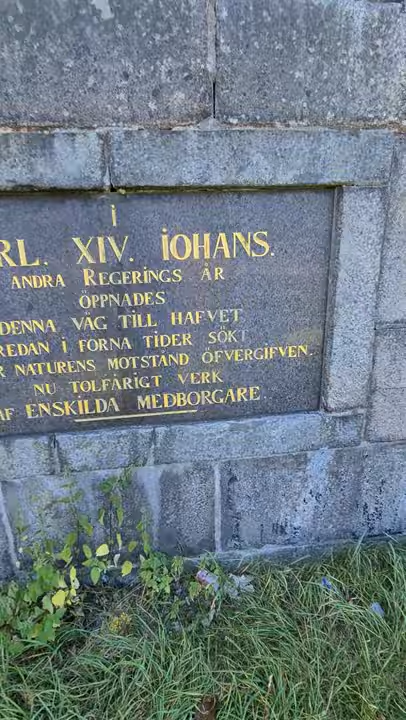 i
RL. XIV. iOHANS.
ANDRA REGERINGS ÅR
ÖPPNADES
DENNA VÄG TILL HAFVET
REDAN I FORNA TIDER SÖKT
R NATURENS MOTSTÅND ÖFVERGIFVEN.
NU TOLFÅRIGT VERK
AF ENSKILDA MEDBORGARE.